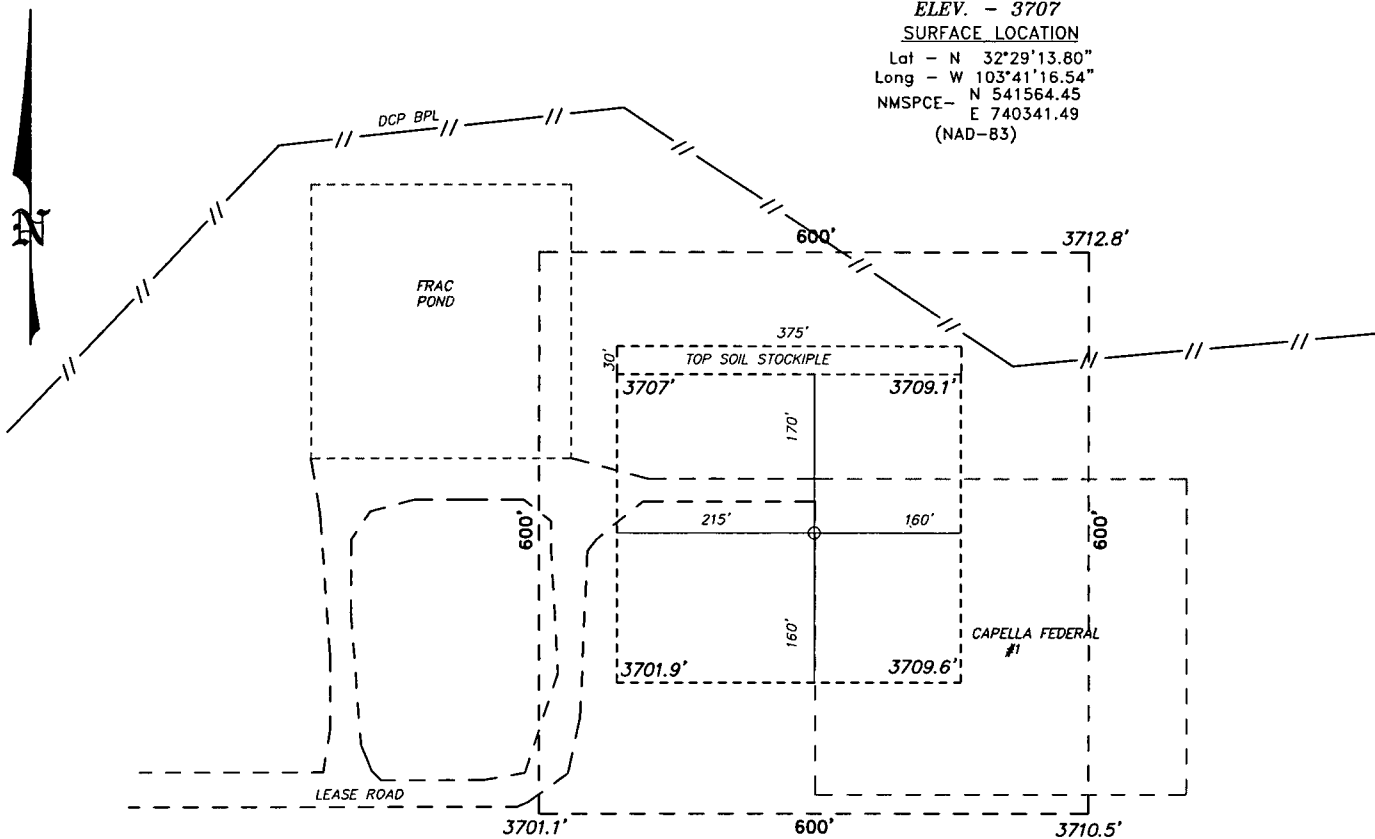 ELEV. - 3707
SURFACE LOCATION
Lat - N 32°29'13.80"
Long - W 103°41'16.54"
NMSPCE- N 541564.45
E 740341.49
(NAD-83)
DCP BPL
N
600'
3712.8'
FRAC
POND
375'
TOP SOIL STOCKIPLE
30'
3707'
3709.1'
170'
600'
215'
160'
600'
160'
CAPELLA FEDERAL
#1
3701.9'
3709.6'
LEASE ROAD
3701.1'
600'
3710.5'